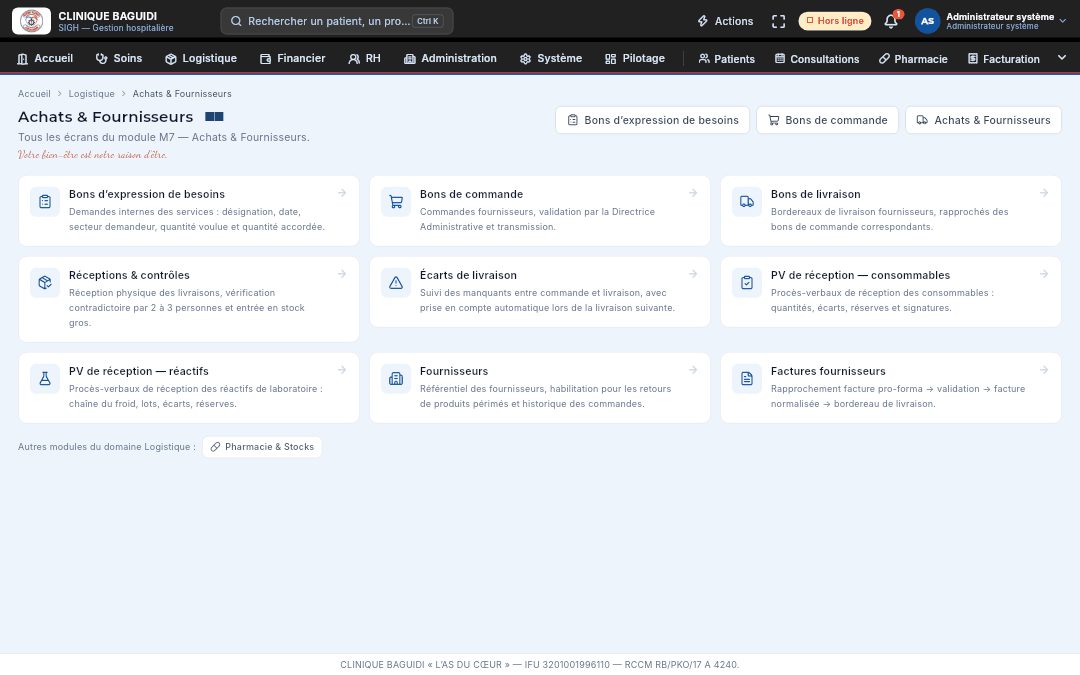 CLINIQUE BAGUIDI
SIGH — Gestion hospitalière
Rechercher un patient, un pro... Ctrl K
Actions
Hors ligne
1
AS
Administrateur système
Administrateur système
Accueil
Soins
Logistique
Financier
RH
Administration
Système
Pilotage
Patients
Consultations
Pharmacie
Facturation
Accueil > Logistique > Achats & Fournisseurs
Achats & Fournisseurs
Tous les écrans du module M7 — Achats & Fournisseurs.
Votre bien-être est notre raison d'être.
Bons d'expression de besoins
Bons de commande
Achats & Fournisseurs
Bons d'expression de besoins
Demandes internes des services : désignation, date,
secteur demandeur, quantité voulue et quantité accordée.
Bons de commande
Commandes fournisseurs, validation par la Directrice
Administrative et transmission.
Bons de livraison
Bordereaux de livraison fournisseurs, rapprochés des
bons de commande correspondants.
Réceptions & contrôles
Réception physique des livraisons, vérification
contradictoire par 2 à 3 personnes et entrée en stock
gros.
Écarts de livraison
Suivi des manquants entre commande et livraison, avec
prise en compte automatique lors de la livraison suivante.
PV de réception — consommables
Procès-verbaux de réception des consommables :
quantités, écarts, réserves et signatures.
PV de réception — réactifs
Procès-verbaux de réception des réactifs de laboratoire :
chaîne du froid, lots, écarts, réserves.
Fournisseurs
Référentiel des fournisseurs, habilitation pour les retours
de produits périmés et historique des commandes.
Factures fournisseurs
Rapprochement facture pro-forma → validation → facture
normalisée → bordereau de livraison.
Autres modules du domaine Logistique :
Pharmacie & Stocks
CLINIQUE BAGUIDI « L'AS DU CŒUR » — IFU 3201001996110 — RCCM RB/PKO/17 A 4240.